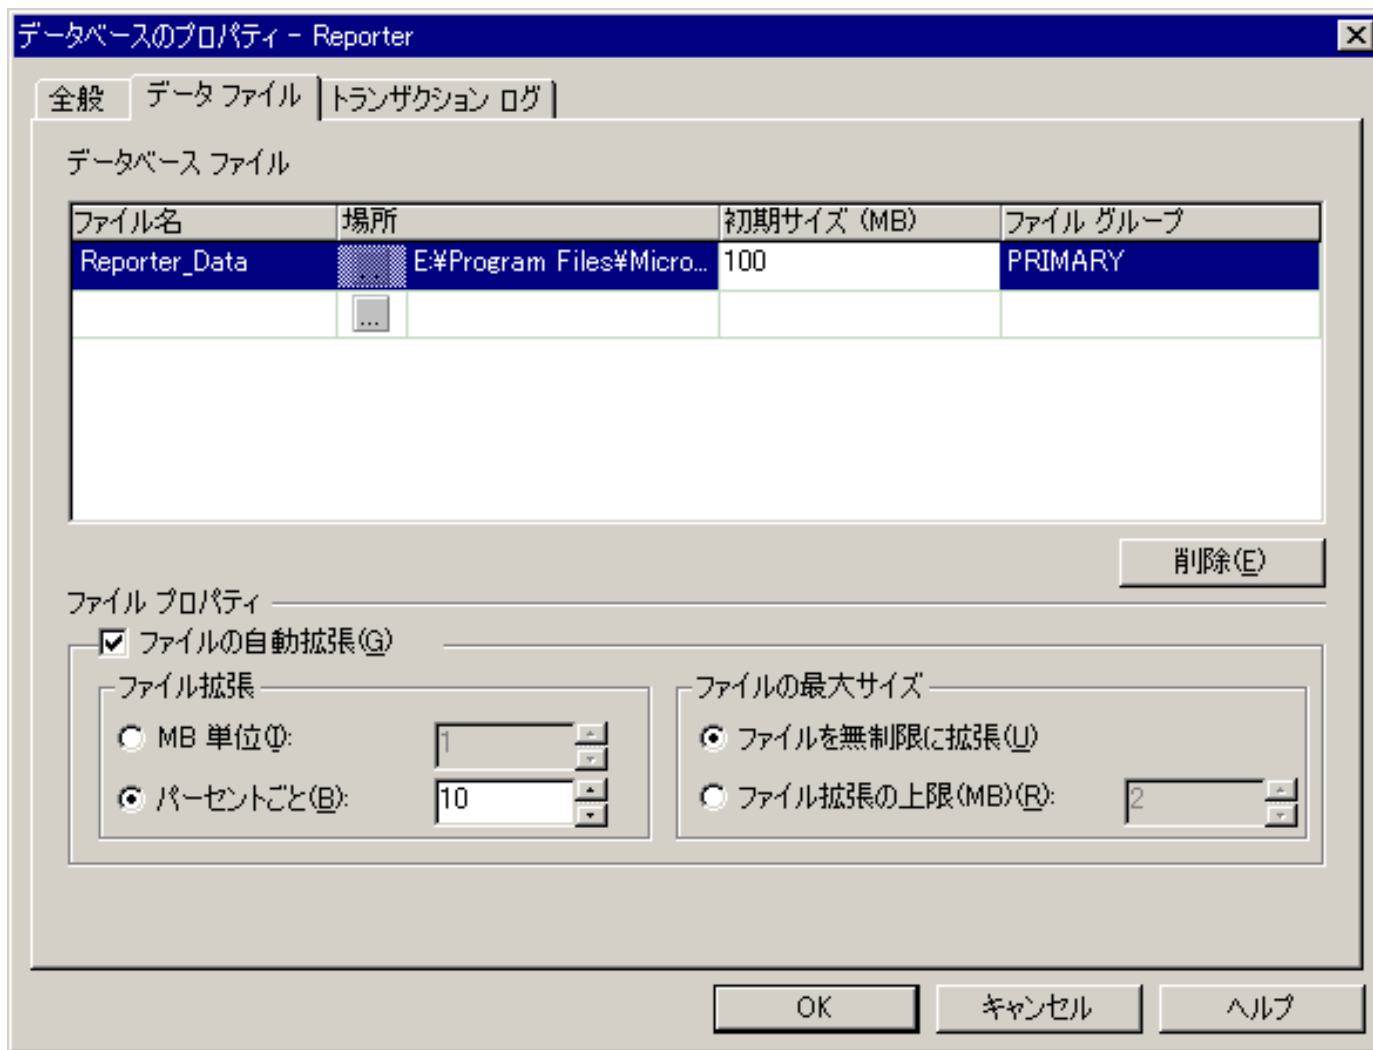 データベースのプロパティ - Reporter
全般 データ ファイル トランザクション ログ
データベース ファイル
ファイル名 場所 初期サイズ (MB) ファイル グループ
Reporter_Data ... E:¥Program Files¥Micro... 100 PRIMARY
...
削除(E)
ファイル プロパティ
ファイルの自動拡張(G)
ファイル拡張 ファイルの最大サイズ
MB 単位(I): 1 ファイルを無制限に拡張(U)
パーセントごと(B): 10 ファイル拡張の上限(MB)(R): 2
OK キャンセル ヘルプ